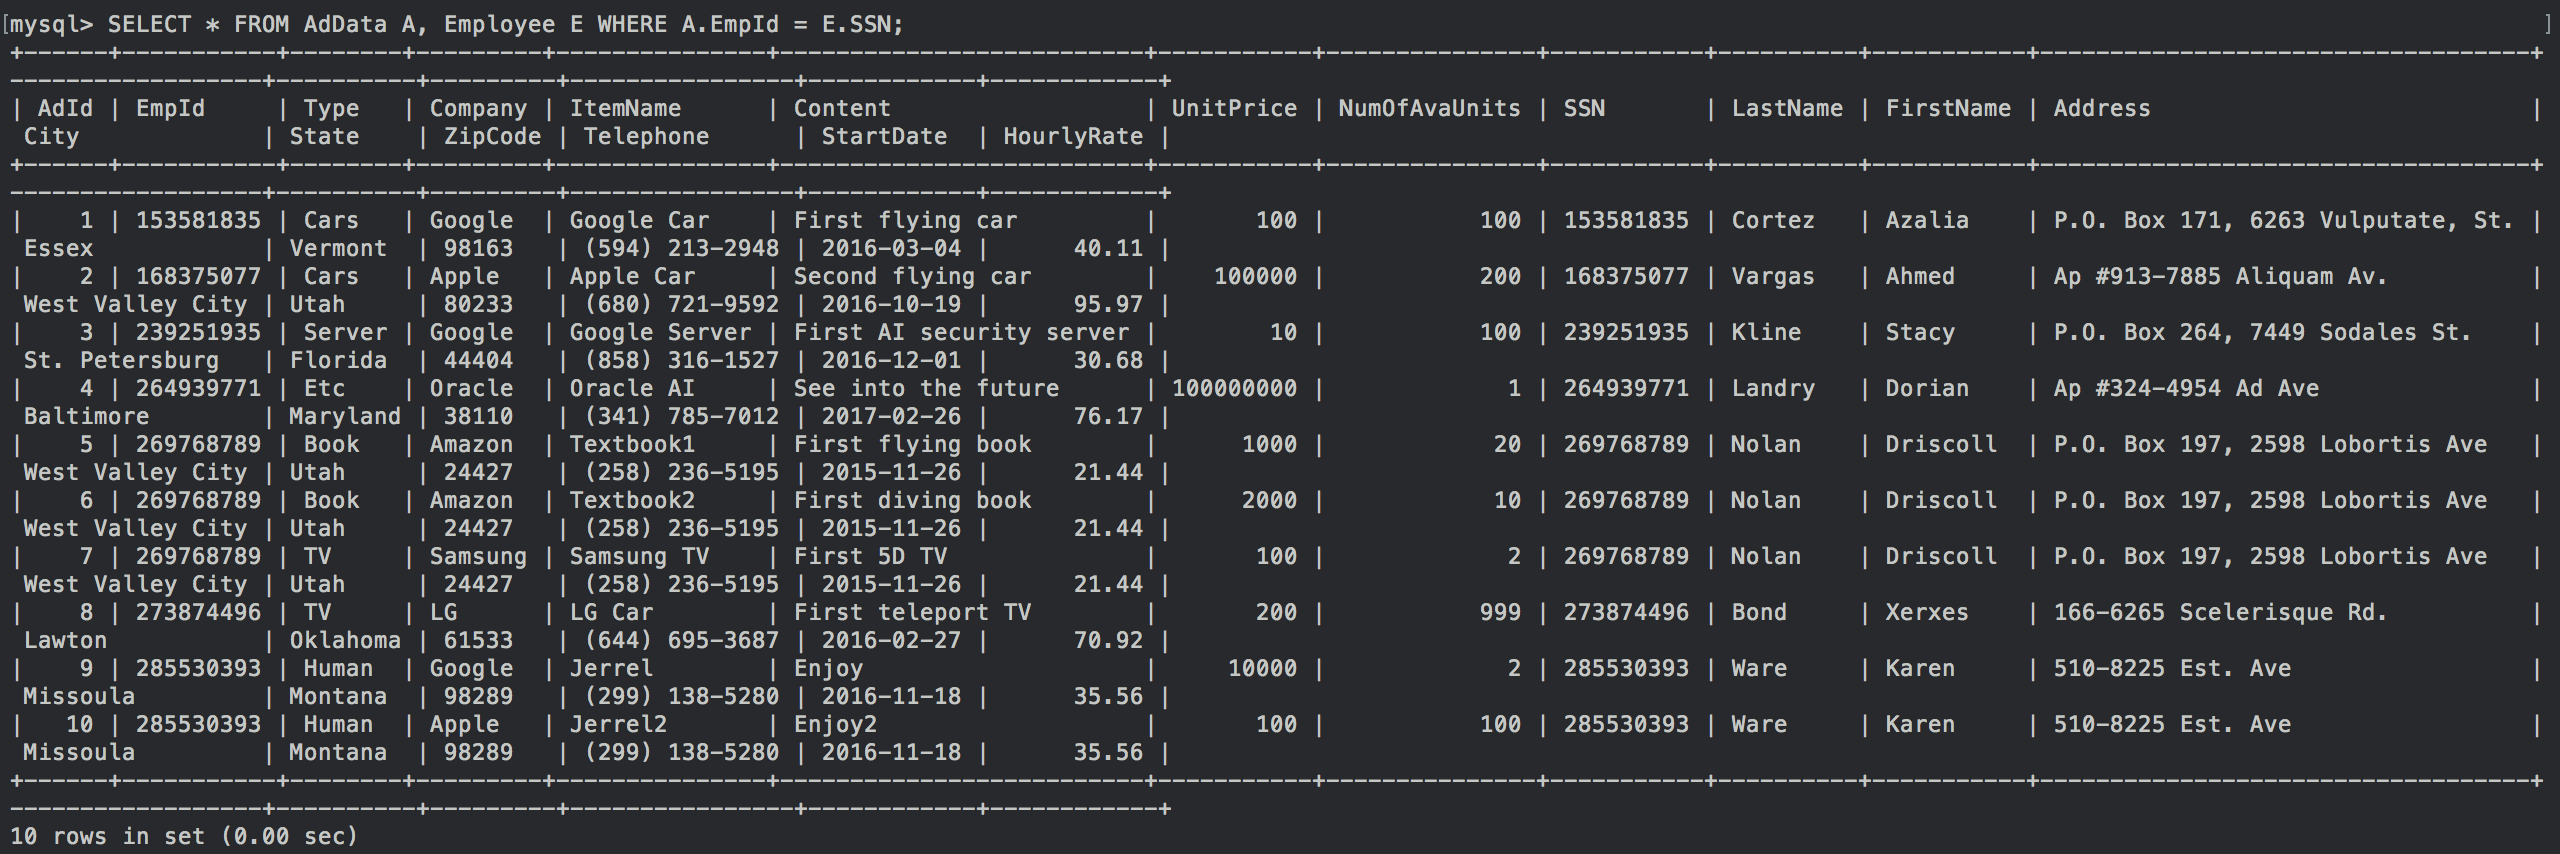 [mysql> SELECT * FROM AdData A, Employee E WHERE A.EmpId = E.SSN; ]
+------+-----------+--------+---------+---------------+--------------------------+-----------+---------------+-----------+----------+-----------+-----------------------------------+
------------------+----------+---------+----------------+------------+------------+
| AdId | EmpId     | Type   | Company | ItemName      | Content                  | UnitPrice | NumOfAvaUnits | SSN       | LastName | FirstName | Address                           |
 City             | State    | ZipCode | Telephone      | StartDate  | HourlyRate |
+------+-----------+--------+---------+---------------+--------------------------+-----------+---------------+-----------+----------+-----------+-----------------------------------+
------------------+----------+---------+----------------+------------+------------+
|    1 | 153581835 | Cars   | Google  | Google Car    | First flying car         |       100 |           100 | 153581835 | Cortez   | Azalia    | P.O. Box 171, 6263 Vulputate, St. |
 Essex            | Vermont  | 98163   | (594) 213-2948 | 2016-03-04 |      40.11 |
|    2 | 168375077 | Cars   | Apple   | Apple Car     | Second flying car        |    100000 |           200 | 168375077 | Vargas   | Ahmed     | Ap #913-7885 Aliquam Av.          |
 West Valley City | Utah     | 80233   | (680) 721-9592 | 2016-10-19 |      95.97 |
|    3 | 239251935 | Server | Google  | Google Server | First AI security server |        10 |           100 | 239251935 | Kline    | Stacy     | P.O. Box 264, 7449 Sodales St.    |
 St. Petersburg   | Florida  | 44404   | (858) 316-1527 | 2016-12-01 |      30.68 |
|    4 | 264939771 | Etc    | Oracle  | Oracle AI     | See into the future      | 100000000 |             1 | 264939771 | Landry   | Dorian    | Ap #324-4954 Ad Ave               |
 Baltimore        | Maryland | 38110   | (341) 785-7012 | 2017-02-26 |      76.17 |
|    5 | 269768789 | Book   | Amazon  | Textbook1     | First flying book        |      1000 |            20 | 269768789 | Nolan    | Driscoll  | P.O. Box 197, 2598 Lobortis Ave   |
 West Valley City | Utah     | 24427   | (258) 236-5195 | 2015-11-26 |      21.44 |
|    6 | 269768789 | Book   | Amazon  | Textbook2     | First diving book        |      2000 |            10 | 269768789 | Nolan    | Driscoll  | P.O. Box 197, 2598 Lobortis Ave   |
 West Valley City | Utah     | 24427   | (258) 236-5195 | 2015-11-26 |      21.44 |
|    7 | 269768789 | TV     | Samsung | Samsung TV    | First 5D TV              |       100 |             2 | 269768789 | Nolan    | Driscoll  | P.O. Box 197, 2598 Lobortis Ave   |
 West Valley City | Utah     | 24427   | (258) 236-5195 | 2015-11-26 |      21.44 |
|    8 | 273874496 | TV     | LG      | LG Car        | First teleport TV        |       200 |           999 | 273874496 | Bond     | Xerxes    | 166-6265 Scelerisque Rd.          |
 Lawton           | Oklahoma | 61533   | (644) 695-3687 | 2016-02-27 |      70.92 |
|    9 | 285530393 | Human  | Google  | Jerrel        | Enjoy                    |     10000 |             2 | 285530393 | Ware     | Karen     | 510-8225 Est. Ave                 |
 Missoula         | Montana  | 98289   | (299) 138-5280 | 2016-11-18 |      35.56 |
|   10 | 285530393 | Human  | Apple   | Jerrel2       | Enjoy2                   |       100 |           100 | 285530393 | Ware     | Karen     | 510-8225 Est. Ave                 |
 Missoula         | Montana  | 98289   | (299) 138-5280 | 2016-11-18 |      35.56 |
+------+-----------+--------+---------+---------------+--------------------------+-----------+---------------+-----------+----------+-----------+-----------------------------------+
------------------+----------+---------+----------------+------------+------------+
10 rows in set (0.00 sec)